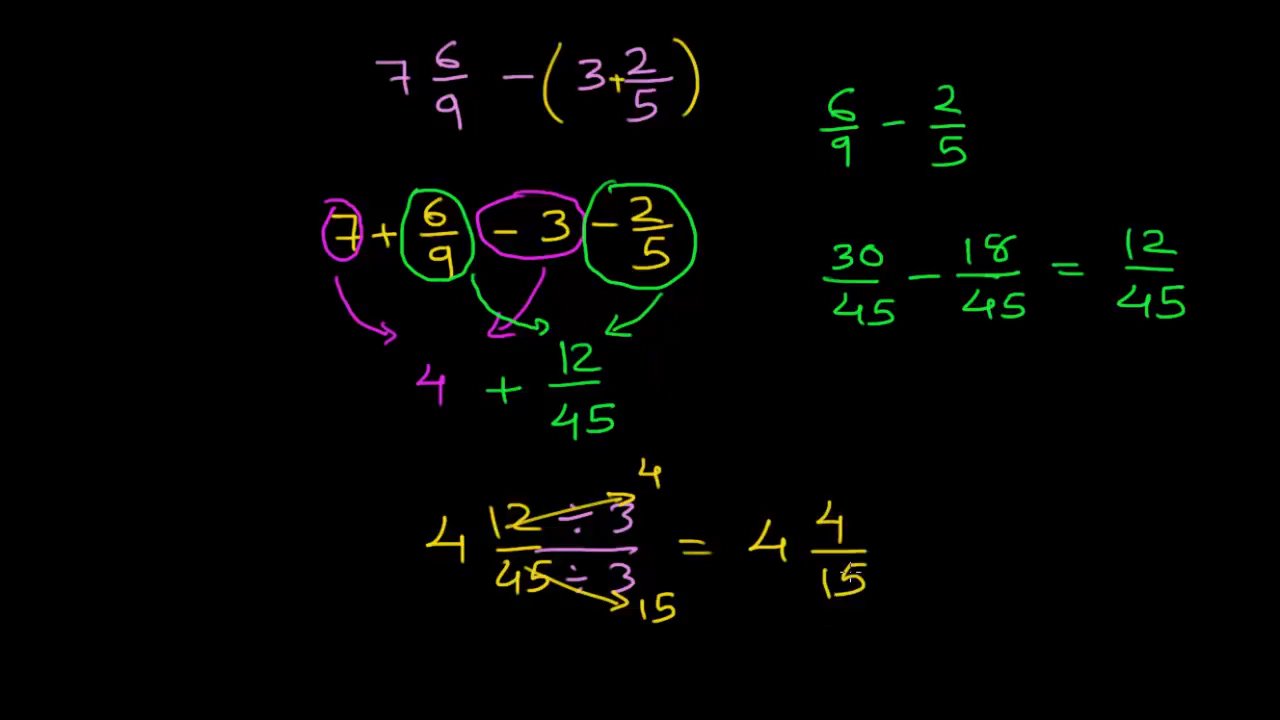 7 6/9 - (3 + 2/5)
6/9 - 2/5
7 + 6/9 - 3 - 2/5
30/45 - 18/45 = 12/45
4 + 12/45
4 12/45 ÷ 3/÷ 3 4 15 = 4 4/15